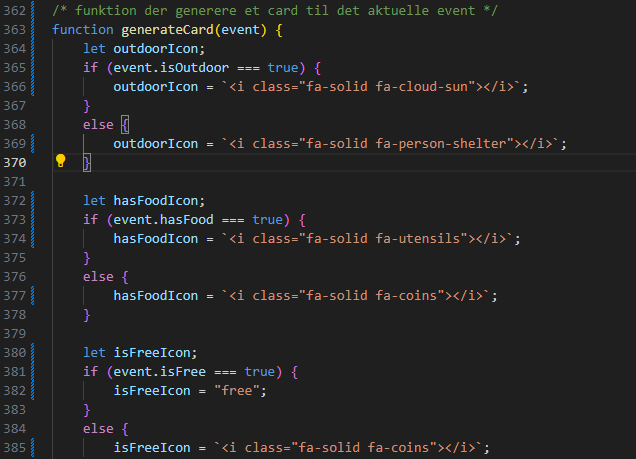 362 /* funktion der generere et card til det aktuelle event */
363 function generateCard(event) {
364     let outdoorIcon;
365     if (event.isOutdoor === true) {
366         outdoorIcon = `<i class="fa-solid fa-cloud-sun"></i>`;
367     }
368     else {
369         outdoorIcon = `<i class="fa-solid fa-person-shelter"></i>`;
370     }
371
372     let hasFoodIcon;
373     if (event.hasFood === true) {
374         hasFoodIcon = `<i class="fa-solid fa-utensils"></i>`;
375     }
376     else {
377         hasFoodIcon = `<i class="fa-solid fa-coins"></i>`;
378     }
379
380     let isFreeIcon;
381     if (event.isFree === true) {
382         isFreeIcon = "free";
383     }
384     else {
385         isFreeIcon = `<i class="fa-solid fa-coins"></i>`;